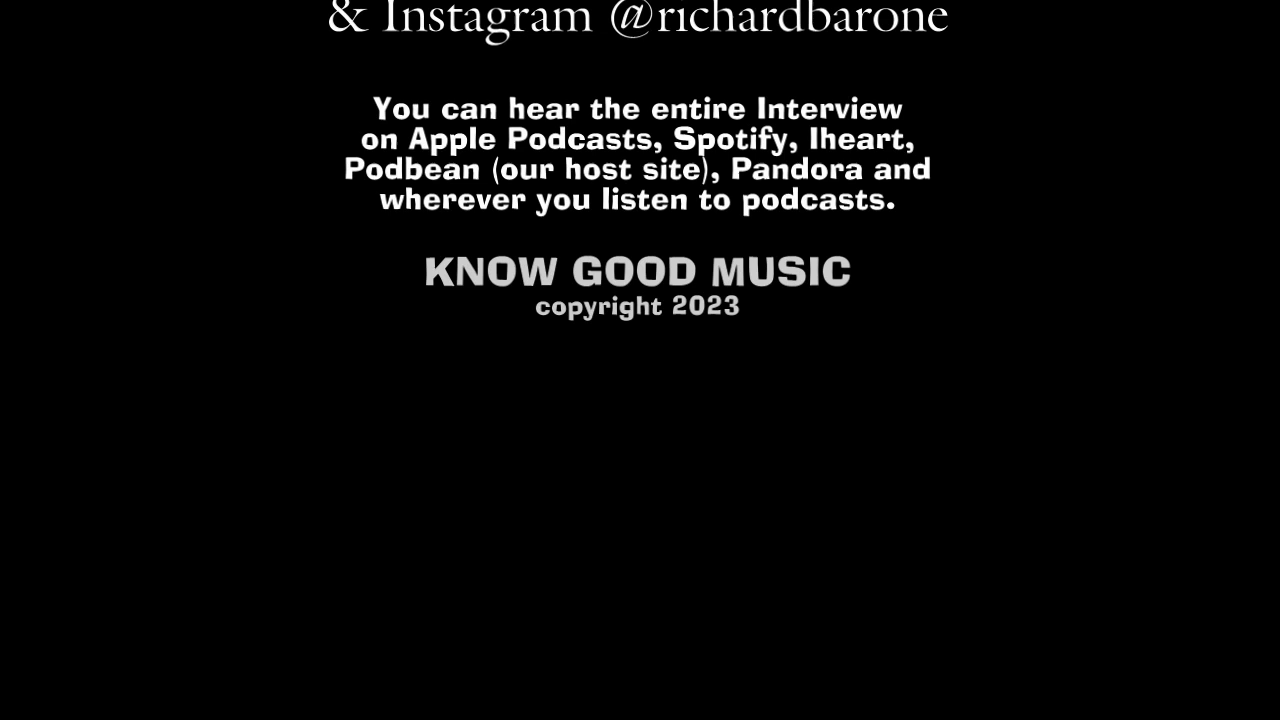 & Instagram @richardbarone
You can hear the entire Interview
on Apple Podcasts, Spotify, Iheart,
Podbean (our host site), Pandora and
wherever you listen to podcasts.
KNOW GOOD MUSIC
copyright 2023